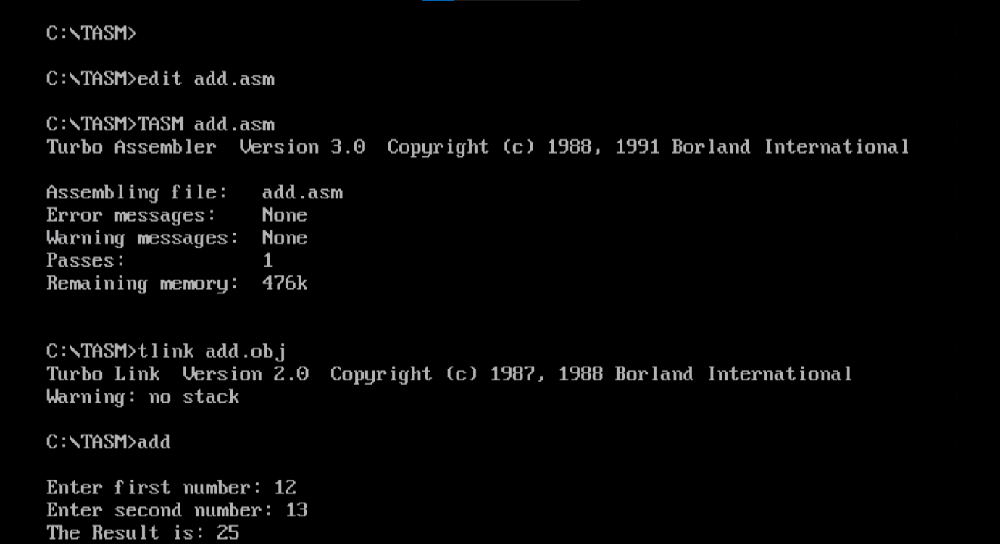 C:\TASM>
C:\TASM>edit add.asm
C:\TASM>TASM add.asm
Turbo Assembler  Version 3.0  Copyright (c) 1988, 1991 Borland International
Assembling file:   add.asm
Error messages:    None
Warning messages:  None
Passes:            1
Remaining memory:  476k
C:\TASM>tlink add.obj
Turbo Link  Version 2.0  Copyright (c) 1987, 1988 Borland International
Warning: no stack
C:\TASM>add
Enter first number: 12
Enter second number: 13
The Result is: 25